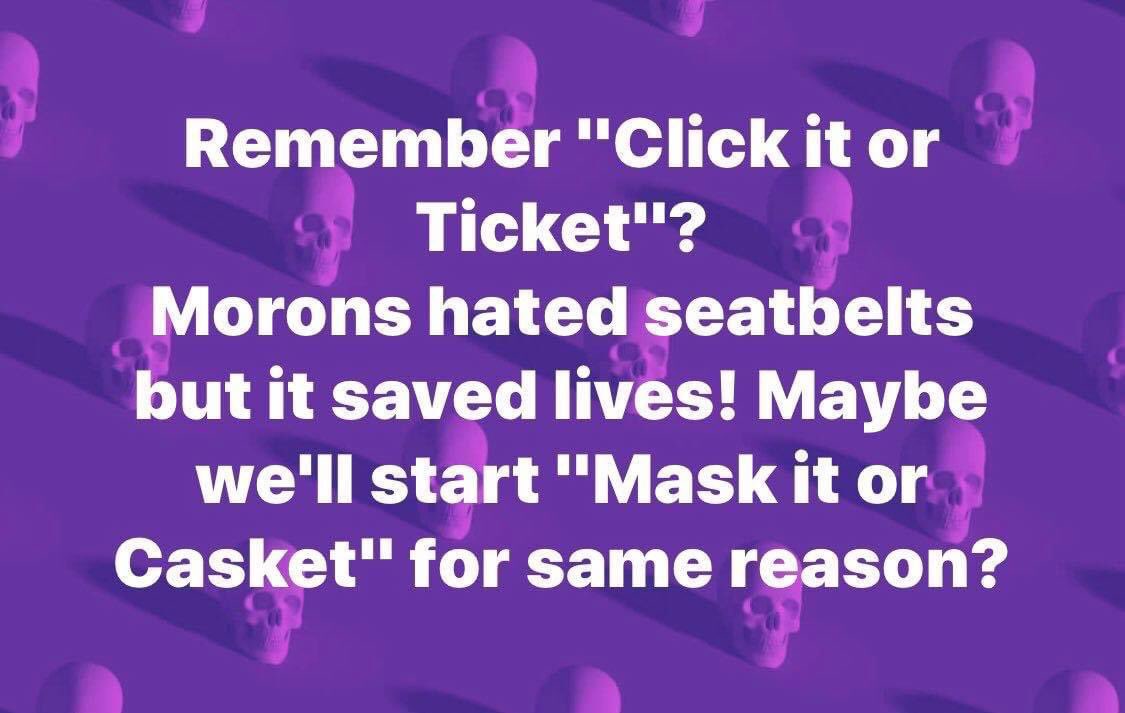 Remember "Click it or
Ticket"?
Morons hated seatbelts
but it saved lives! Maybe
we'll start "Mask it or
Casket" for same reason?